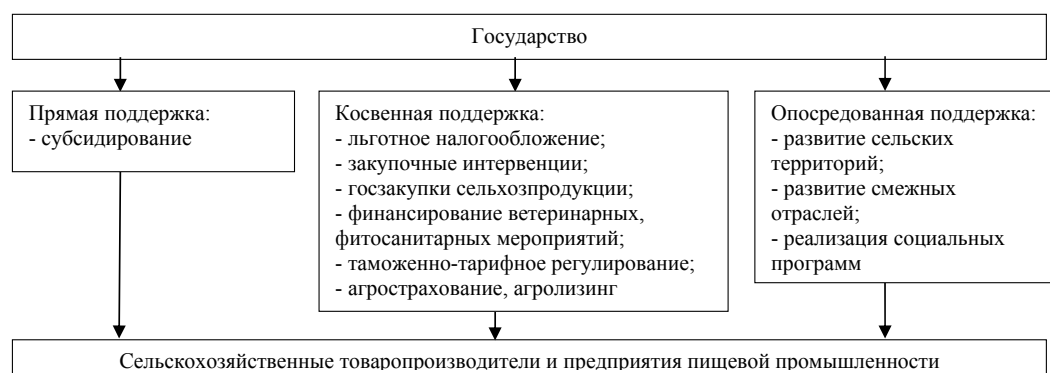 Государство
Прямая поддержка:
- субсидирование
Косвенная поддержка:
- льготное налогообложение;
- закупочные интервенции;
- госзакупки сельхозпродукции;
- финансирование ветеринарных,
фитосанитарных мероприятий;
- таможенно-тарифное регулирование;
- агрострахование, агролизинг
Опосредованная поддержка:
- развитие сельских
территорий;
- развитие смежных
отраслей;
- реализация социальных
программ
Сельскохозяйственные товаропроизводители и предприятия пищевой промышленности